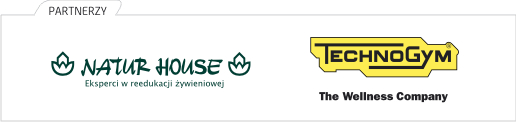 PARTNERZY
NATUR HOUSE
Eksperci w reedukacji żywieniowej
TECHNOGYM
The Wellness Company